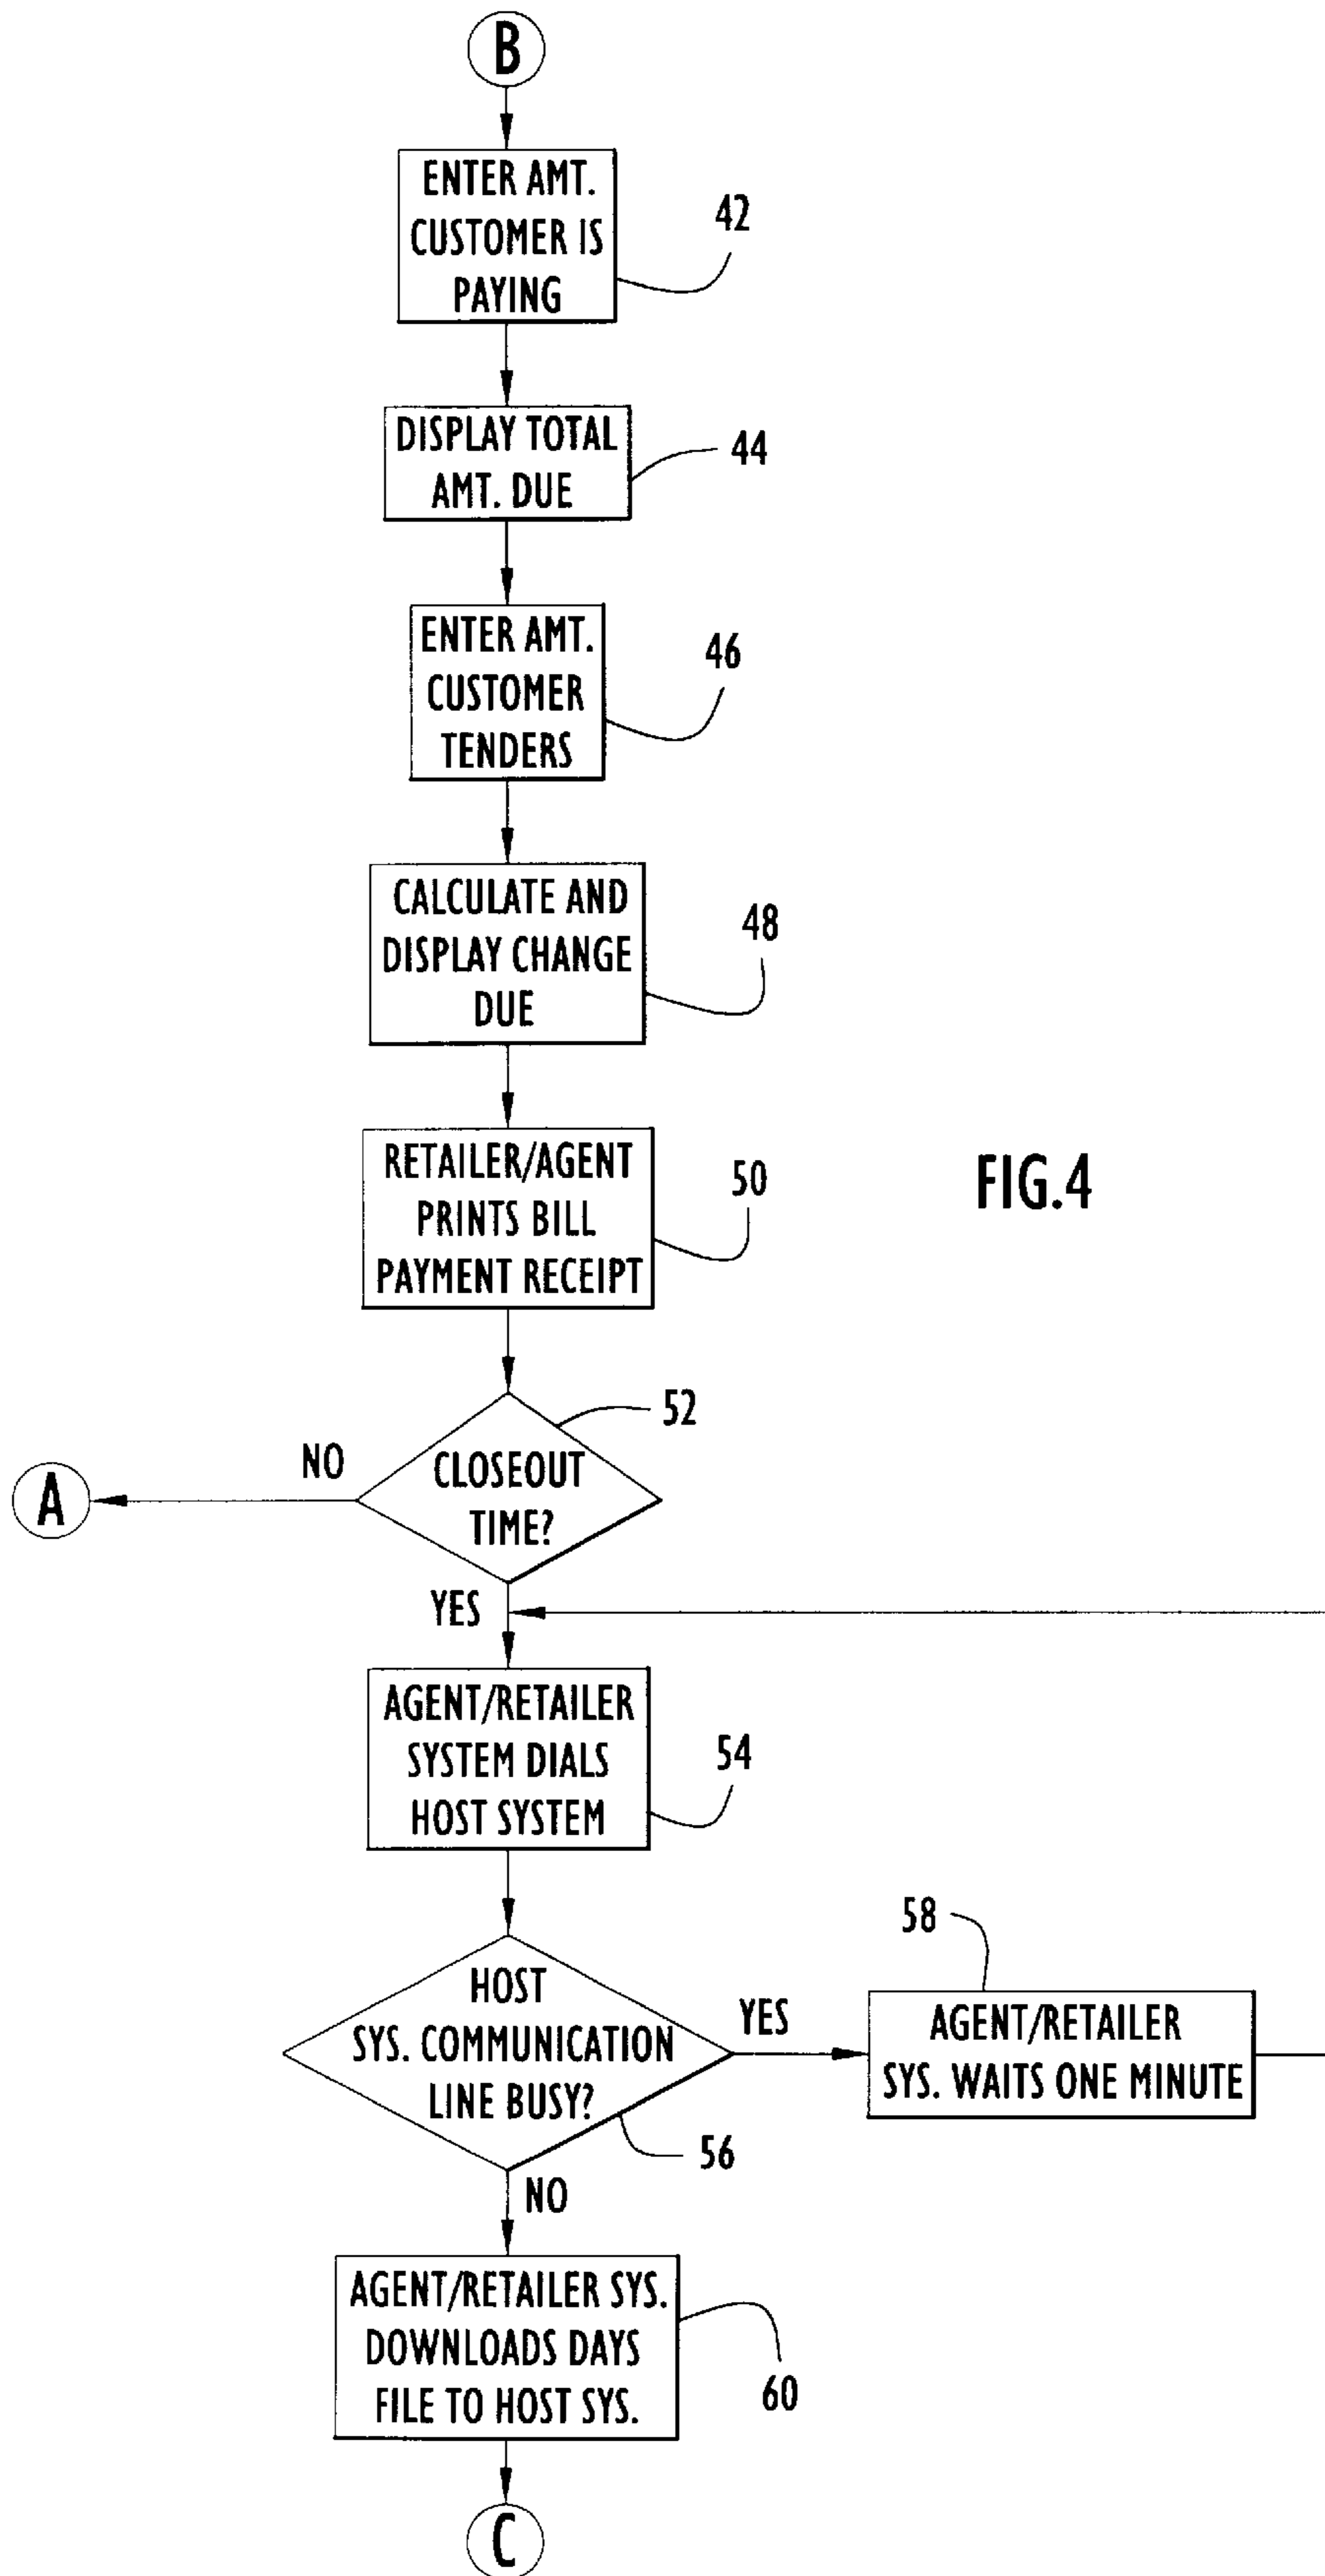 B
ENTER AMT.
CUSTOMER IS
PAYING
42
DISPLAY TOTAL
AMT. DUE
44
ENTER AMT.
CUSTOMER
TENDERS
46
CALCULATE AND
DISPLAY CHANGE
DUE
48
RETAILER/AGENT
PRINTS BILL
PAYMENT RECEIPT
50
FIG.4
52
CLOSEOUT
TIME?
NO
A
YES
AGENT/RETAILER
SYSTEM DIALS
HOST SYSTEM
54
HOST
SYS. COMMUNICATION
LINE BUSY?
56
YES
58
AGENT/RETAILER
SYS. WAITS ONE MINUTE
NO
AGENT/RETAILER SYS.
DOWNLOADS DAYS
FILE TO HOST SYS.
60
C